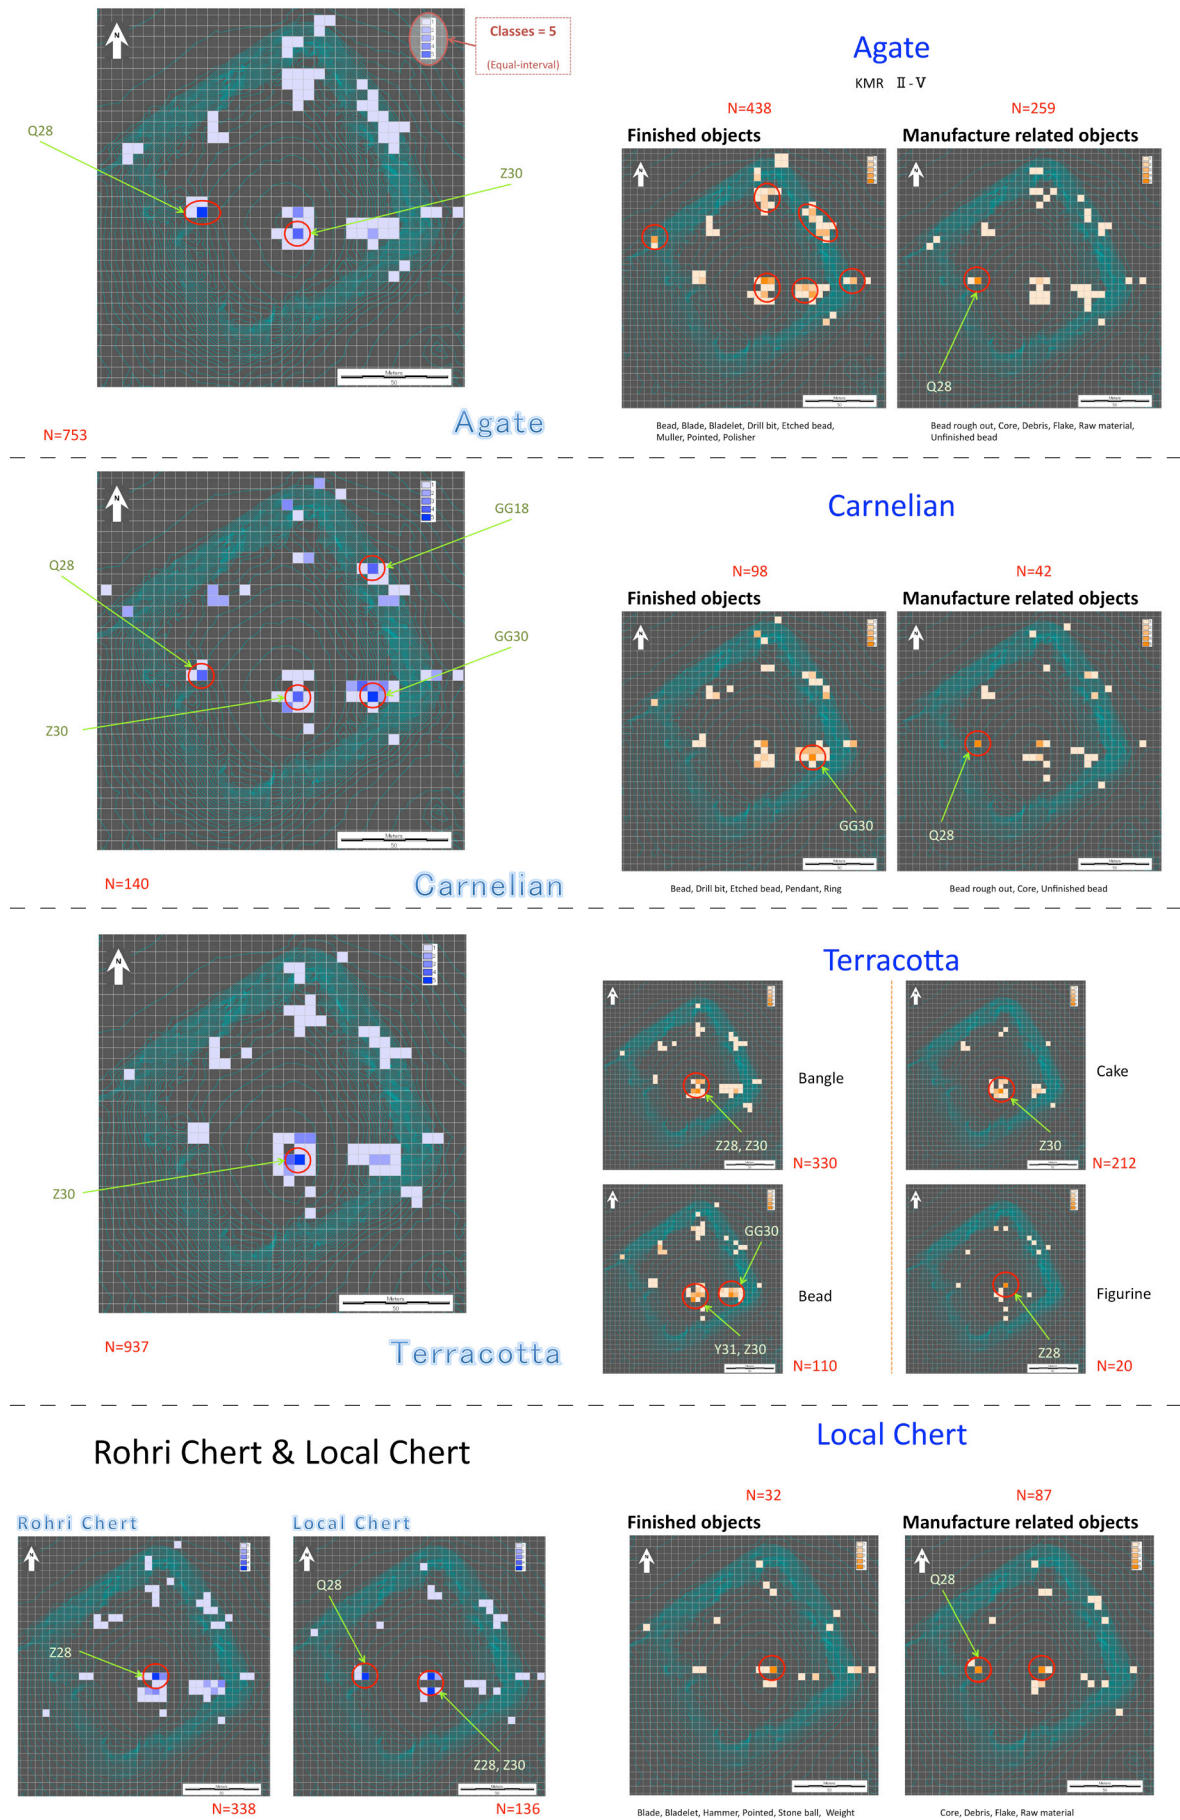 Classes = 5
(Equal-interval)
Q28
Z30
N=753
Agate
Agate
KMR Ⅱ-Ⅴ
N=438
N=259
Finished objects
Manufacture related objects
Q28
Bead, Blade, Bladelet, Drill bit, Etched bead,
Muller, Pointed, Polisher
Bead rough out, Core, Debris, Flake, Raw material,
Unfinished bead
Meters
50
GG18
Q28
GG30
Z30
Meters
50
N=140
Carnelian
Carnelian
N=98
N=42
Finished objects
Manufacture related objects
GG30
Q28
Bead, Drill bit, Etched bead, Pendant, Ring
Bead rough out, Core, Unfinished bead
Z30
Meters
50
N=937
Terracotta
Terracotta
Bangle
Z28, Z30
N=330
Cake
Z30
N=212
GG30
Bead
Y31, Z30
N=110
Figurine
Z28
N=20
Rohri Chert & Local Chert
Rohri Chert
Local Chert
Z28
N=338
Q28
Z28, Z30
N=136
Local Chert
N=32
N=87
Finished objects
Manufacture related objects
Q28
Blade, Bladelet, Hammer, Pointed, Stone ball, Weight
Core, Debris, Flake, Raw material